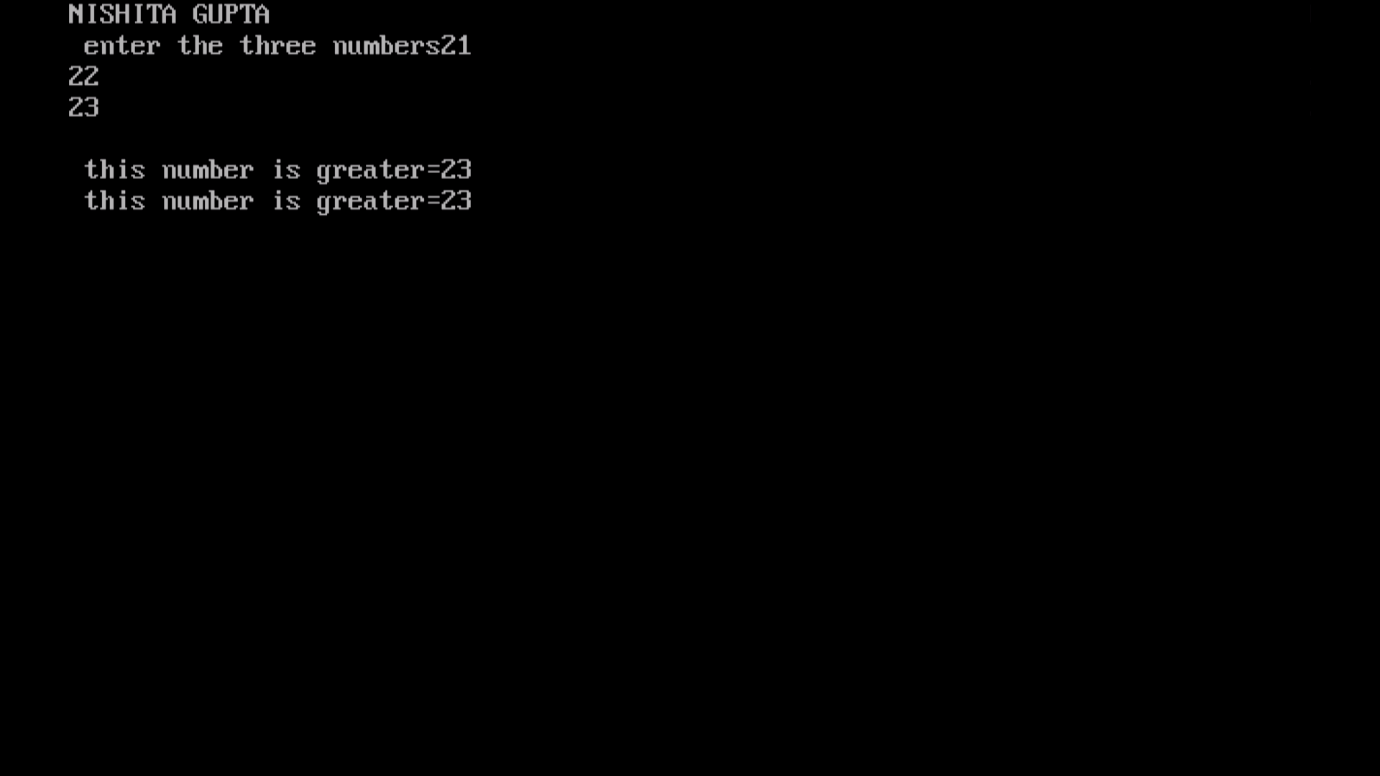 NISHITA GUPTA
enter the three numbers21
22
23
this number is greater=23
this number is greater=23